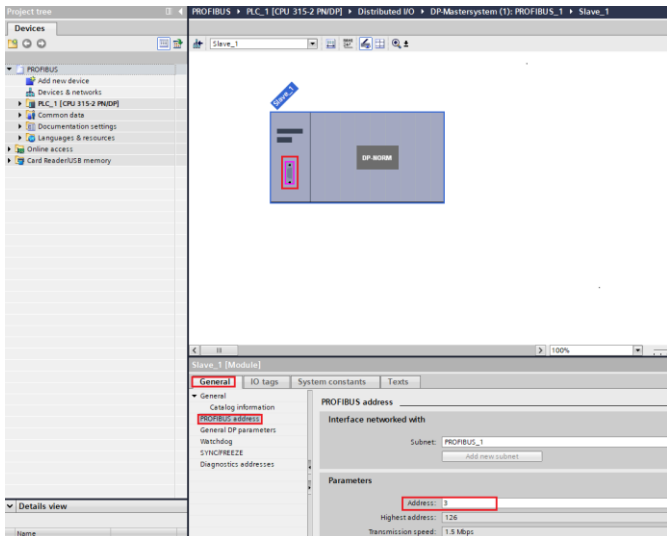 Project tree
PROFIBUS ▸ PLC_1 [CPU 315-2 PN/DP] ▸ Distributed I/O ▸ DP-Mastersystem (1): PROFIBUS_1 ▸ Slave_1
Devices
Slave_1
PROFIBUS
Add new device
Devices & networks
PLC_1 [CPU 315-2 PN/DP]
Common data
Documentation settings
Languages & resources
Online access
Card Reader/USB memory
Slave_1
DP-NORM
100%
Slave_1 [Module]
General
IO tags
System constants
Texts
General
Catalog information
PROFIBUS address
General DP parameters
Watchdog
SYNC/FREEZE
Diagnostics addresses
PROFIBUS address
Interface networked with
Subnet: PROFIBUS_1
Add new subnet
Parameters
Address: 3
Highest address: 126
Transmission speed: 1.5 Mbps
Details view
Name